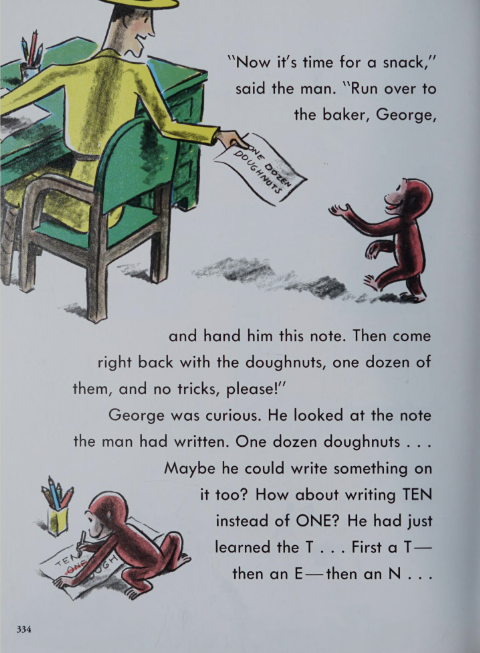 ONE DOZEN
DOUGHNUTS
"Now it's time for a snack,"
said the man. "Run over to
the baker, George,
and hand him this note. Then come
right back with the doughnuts, one dozen of
them, and no tricks, please!"
George was curious. He looked at the note
the man had written. One dozen doughnuts . . .
Maybe he could write something on
it too? How about writing TEN
instead of ONE? He had just
learned the T . . . First a T—
then an E—then an N . . .
TEN
ONE
OUGH
334